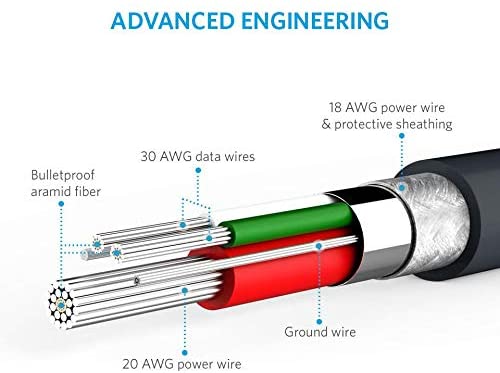 ADVANCED ENGINEERING
18 AWG power wire
& protective sheathing
30 AWG data wires
Bulletproof
aramid fiber
Ground wire
20 AWG power wire